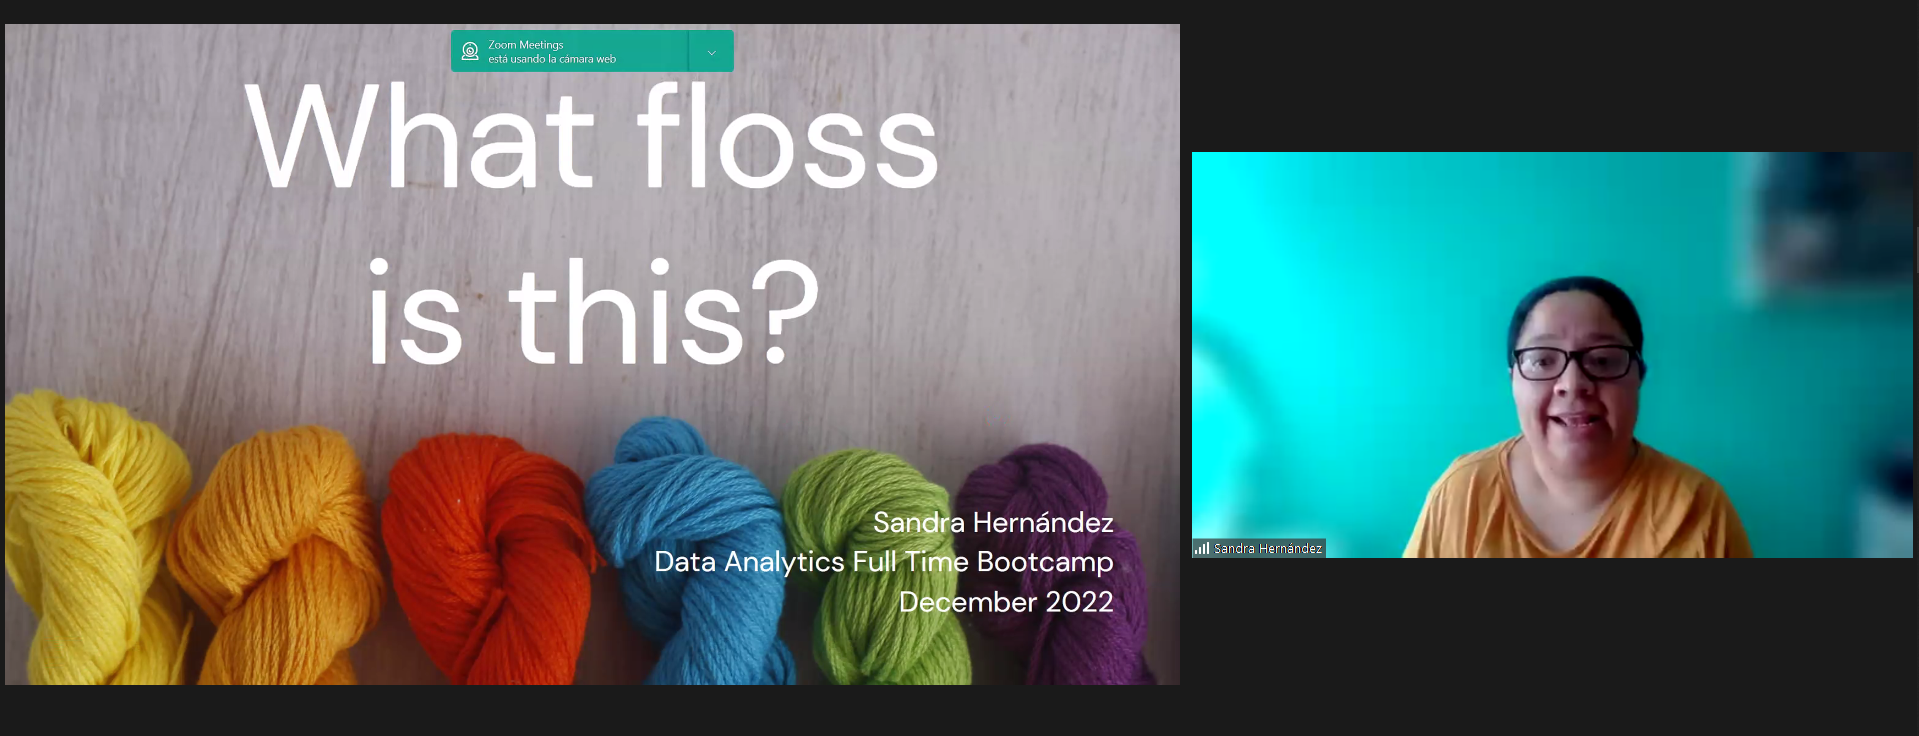 Zoom Meetings
está usando la cámara web
What floss
is this?
Sandra Hernández
Data Analytics Full Time Bootcamp
December 2022
Sandra Hernández